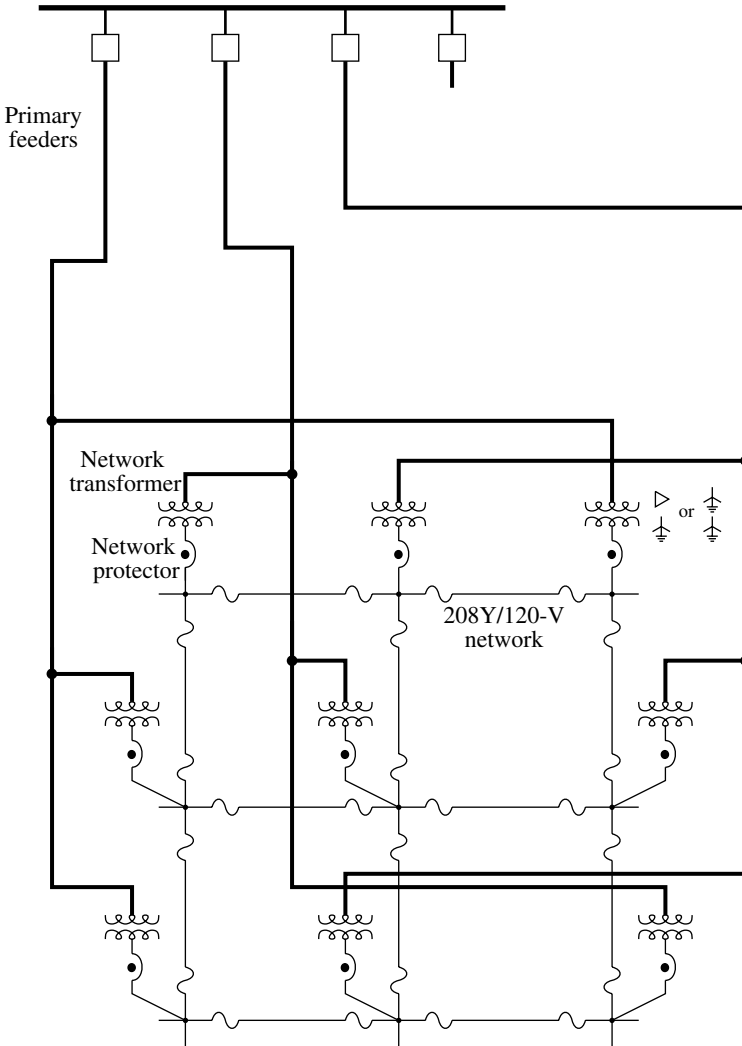 Primary
feeders
Network
transformer
or
Network
protector
208Y/120-V
network